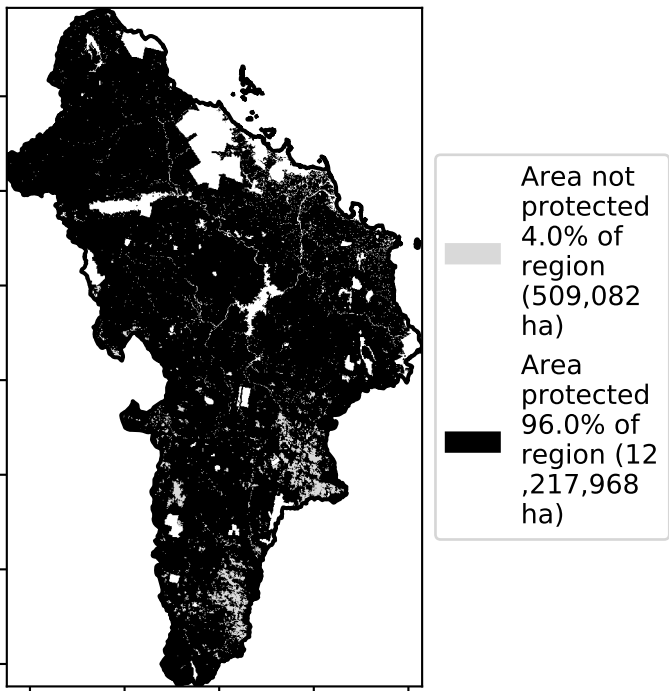 Area not
protected
4.0% of
region
(509,082
ha)
Area
protected
96.0% of
region (12
,217,968
ha)